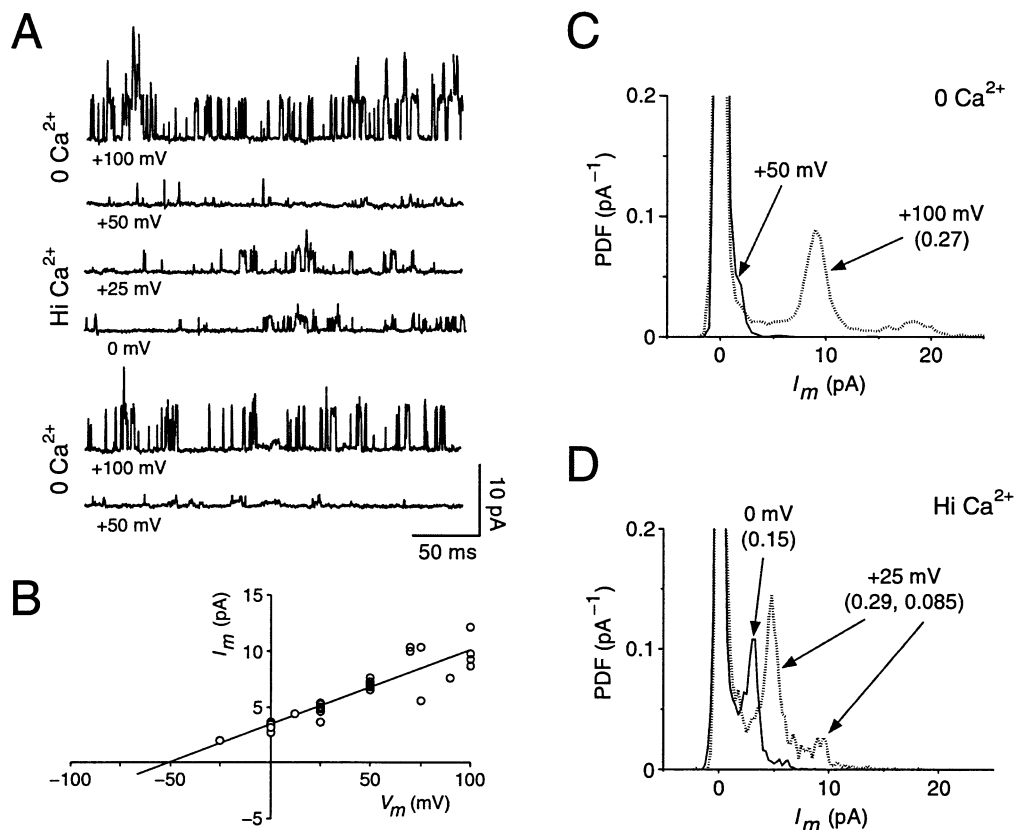 A
0 Ca²⁺
+100 mV
+50 mV
Hi Ca²⁺
+25 mV
0 mV
0 Ca²⁺
+100 mV
+50 mV
10 pA
50 ms
B
I_m (pA)
15
10
5
−5
−100
−50
50
100
V_m (mV)
C
0 Ca²⁺
0.2
0.1
0
PDF (pA⁻¹)
+50 mV
+100 mV
(0.27)
0
10
20
I_m (pA)
D
Hi Ca²⁺
0.2
0.1
0
PDF (pA⁻¹)
0 mV
(0.15)
+25 mV
(0.29, 0.085)
0
10
20
I_m (pA)